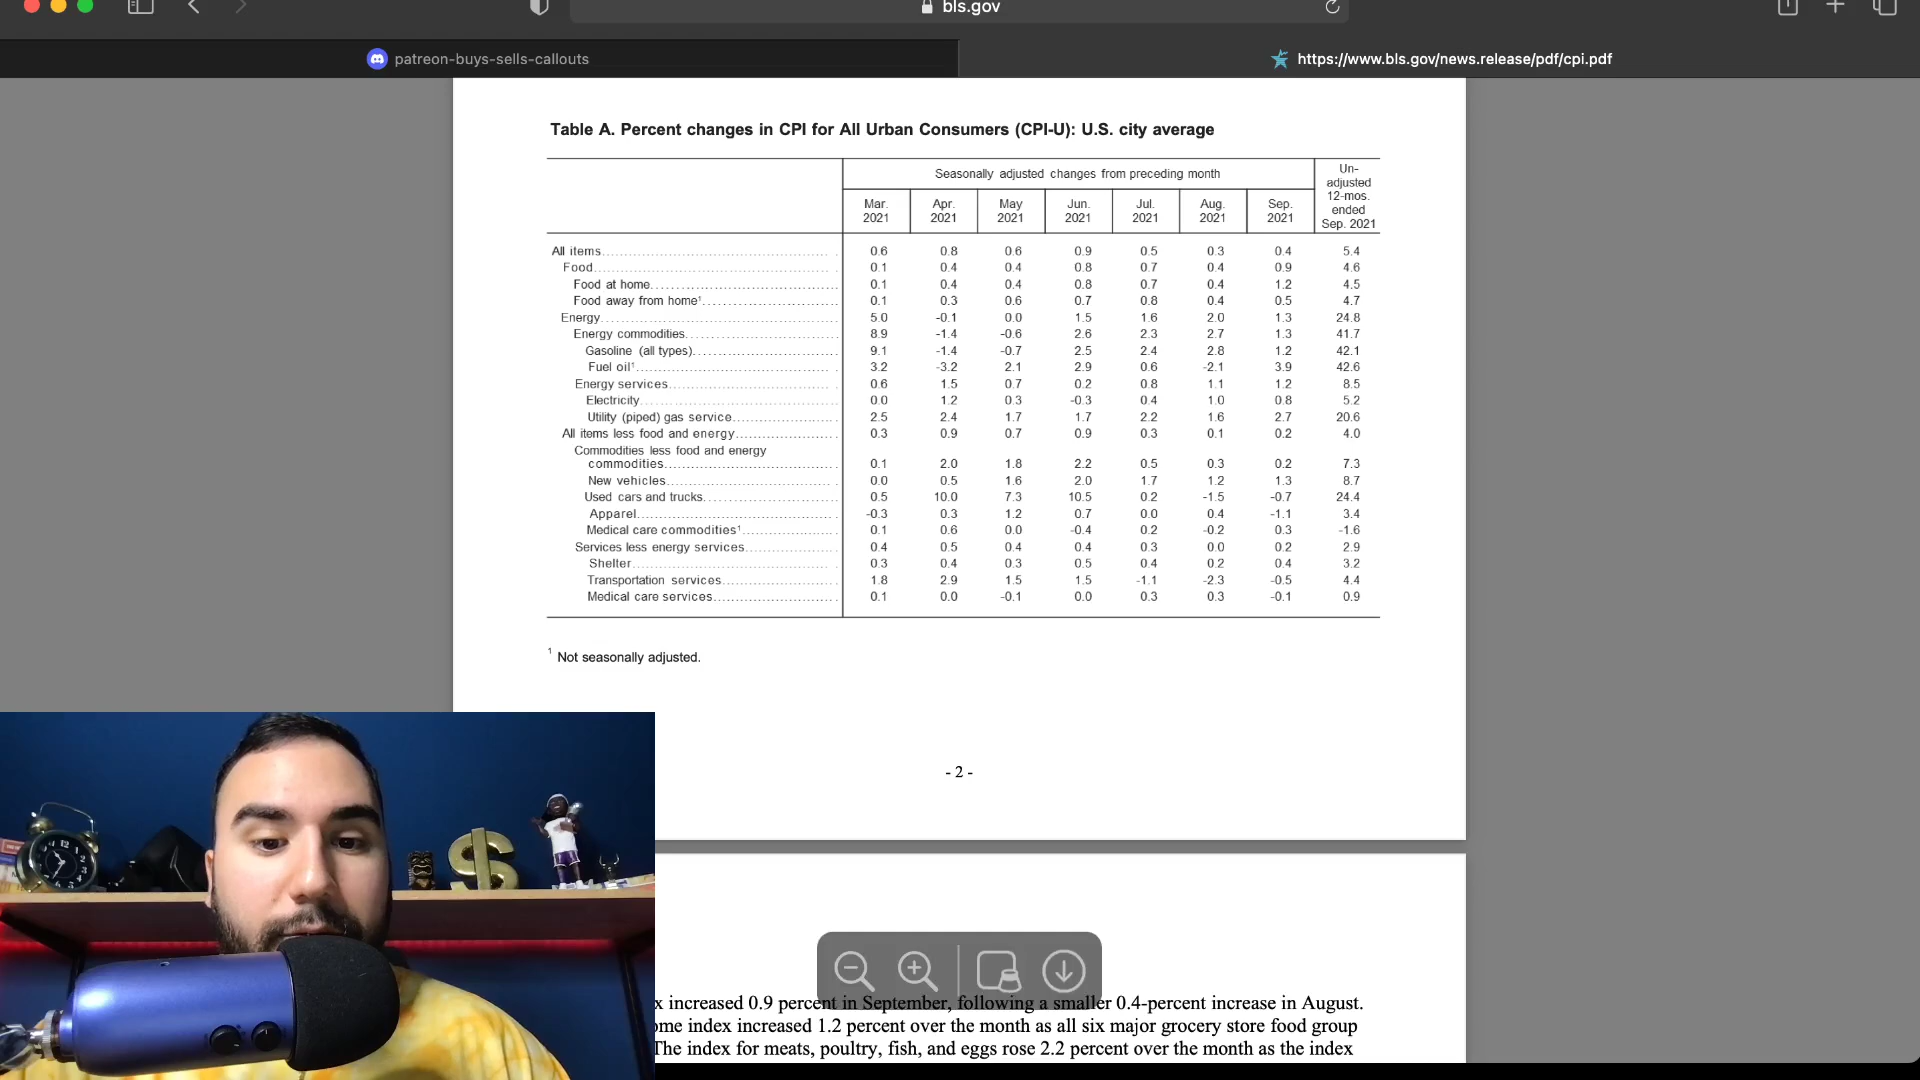 bls.gov
patreon-buys-sells-callouts
https://www.bls.gov/news.release/pdf/cpi.pdf
Table A. Percent changes in CPI for All Urban Consumers (CPI-U): U.S. city average
Seasonally adjusted changes from preceding month
Un-adjusted 12-mos. ended Sep. 2021
Mar. 2021 Apr. 2021 May 2021 Jun. 2021 Jul. 2021 Aug. 2021 Sep. 2021
All items 0.6 0.8 0.6 0.9 0.5 0.3 0.4 5.4
Food 0.1 0.4 0.4 0.8 0.7 0.4 0.9 4.6
Food at home 0.1 0.4 0.4 0.8 0.7 0.4 1.2 4.5
Food away from home¹ 0.1 0.3 0.6 0.7 0.8 0.4 0.5 4.7
Energy 5.0 -0.1 0.0 1.5 1.6 2.0 1.3 24.8
Energy commodities 8.9 -1.4 -0.6 2.6 2.3 2.7 1.3 41.7
Gasoline (all types) 9.1 -1.4 -0.7 2.5 2.4 2.8 1.2 42.1
Fuel oil¹ 3.2 -3.2 2.1 2.9 0.6 -2.1 3.9 42.6
Energy services 0.6 1.5 0.7 0.2 0.8 1.1 1.2 8.5
Electricity 0.0 1.2 0.3 -0.3 0.4 1.0 0.8 5.2
Utility (piped) gas service 2.5 2.4 1.7 1.7 2.2 1.6 2.7 20.6
All items less food and energy 0.3 0.9 0.7 0.9 0.3 0.1 0.2 4.0
Commodities less food and energy
commodities 0.1 2.0 1.8 2.2 0.5 0.3 0.2 7.3
New vehicles 0.0 0.5 1.6 2.0 1.7 1.2 1.3 8.7
Used cars and trucks 0.5 10.0 7.3 10.5 0.2 -1.5 -0.7 24.4
Apparel -0.3 0.3 1.2 0.7 0.0 0.4 -1.1 3.4
Medical care commodities¹ 0.1 0.6 0.0 -0.4 0.2 -0.2 0.3 -1.6
Services less energy services 0.4 0.5 0.4 0.4 0.3 0.0 0.2 2.9
Shelter 0.3 0.4 0.3 0.5 0.4 0.2 0.4 3.2
Transportation services 1.8 2.9 1.5 1.5 -1.1 -2.3 -0.5 4.4
Medical care services 0.1 0.0 -0.1 0.0 0.3 0.3 -0.1 0.9
¹ Not seasonally adjusted.
- 2 -
x increased 0.9 percent in September, following a smaller 0.4-percent increase in August.
ome index increased 1.2 percent over the month as all six major grocery store food group
The index for meats, poultry, fish, and eggs rose 2.2 percent over the month as the index